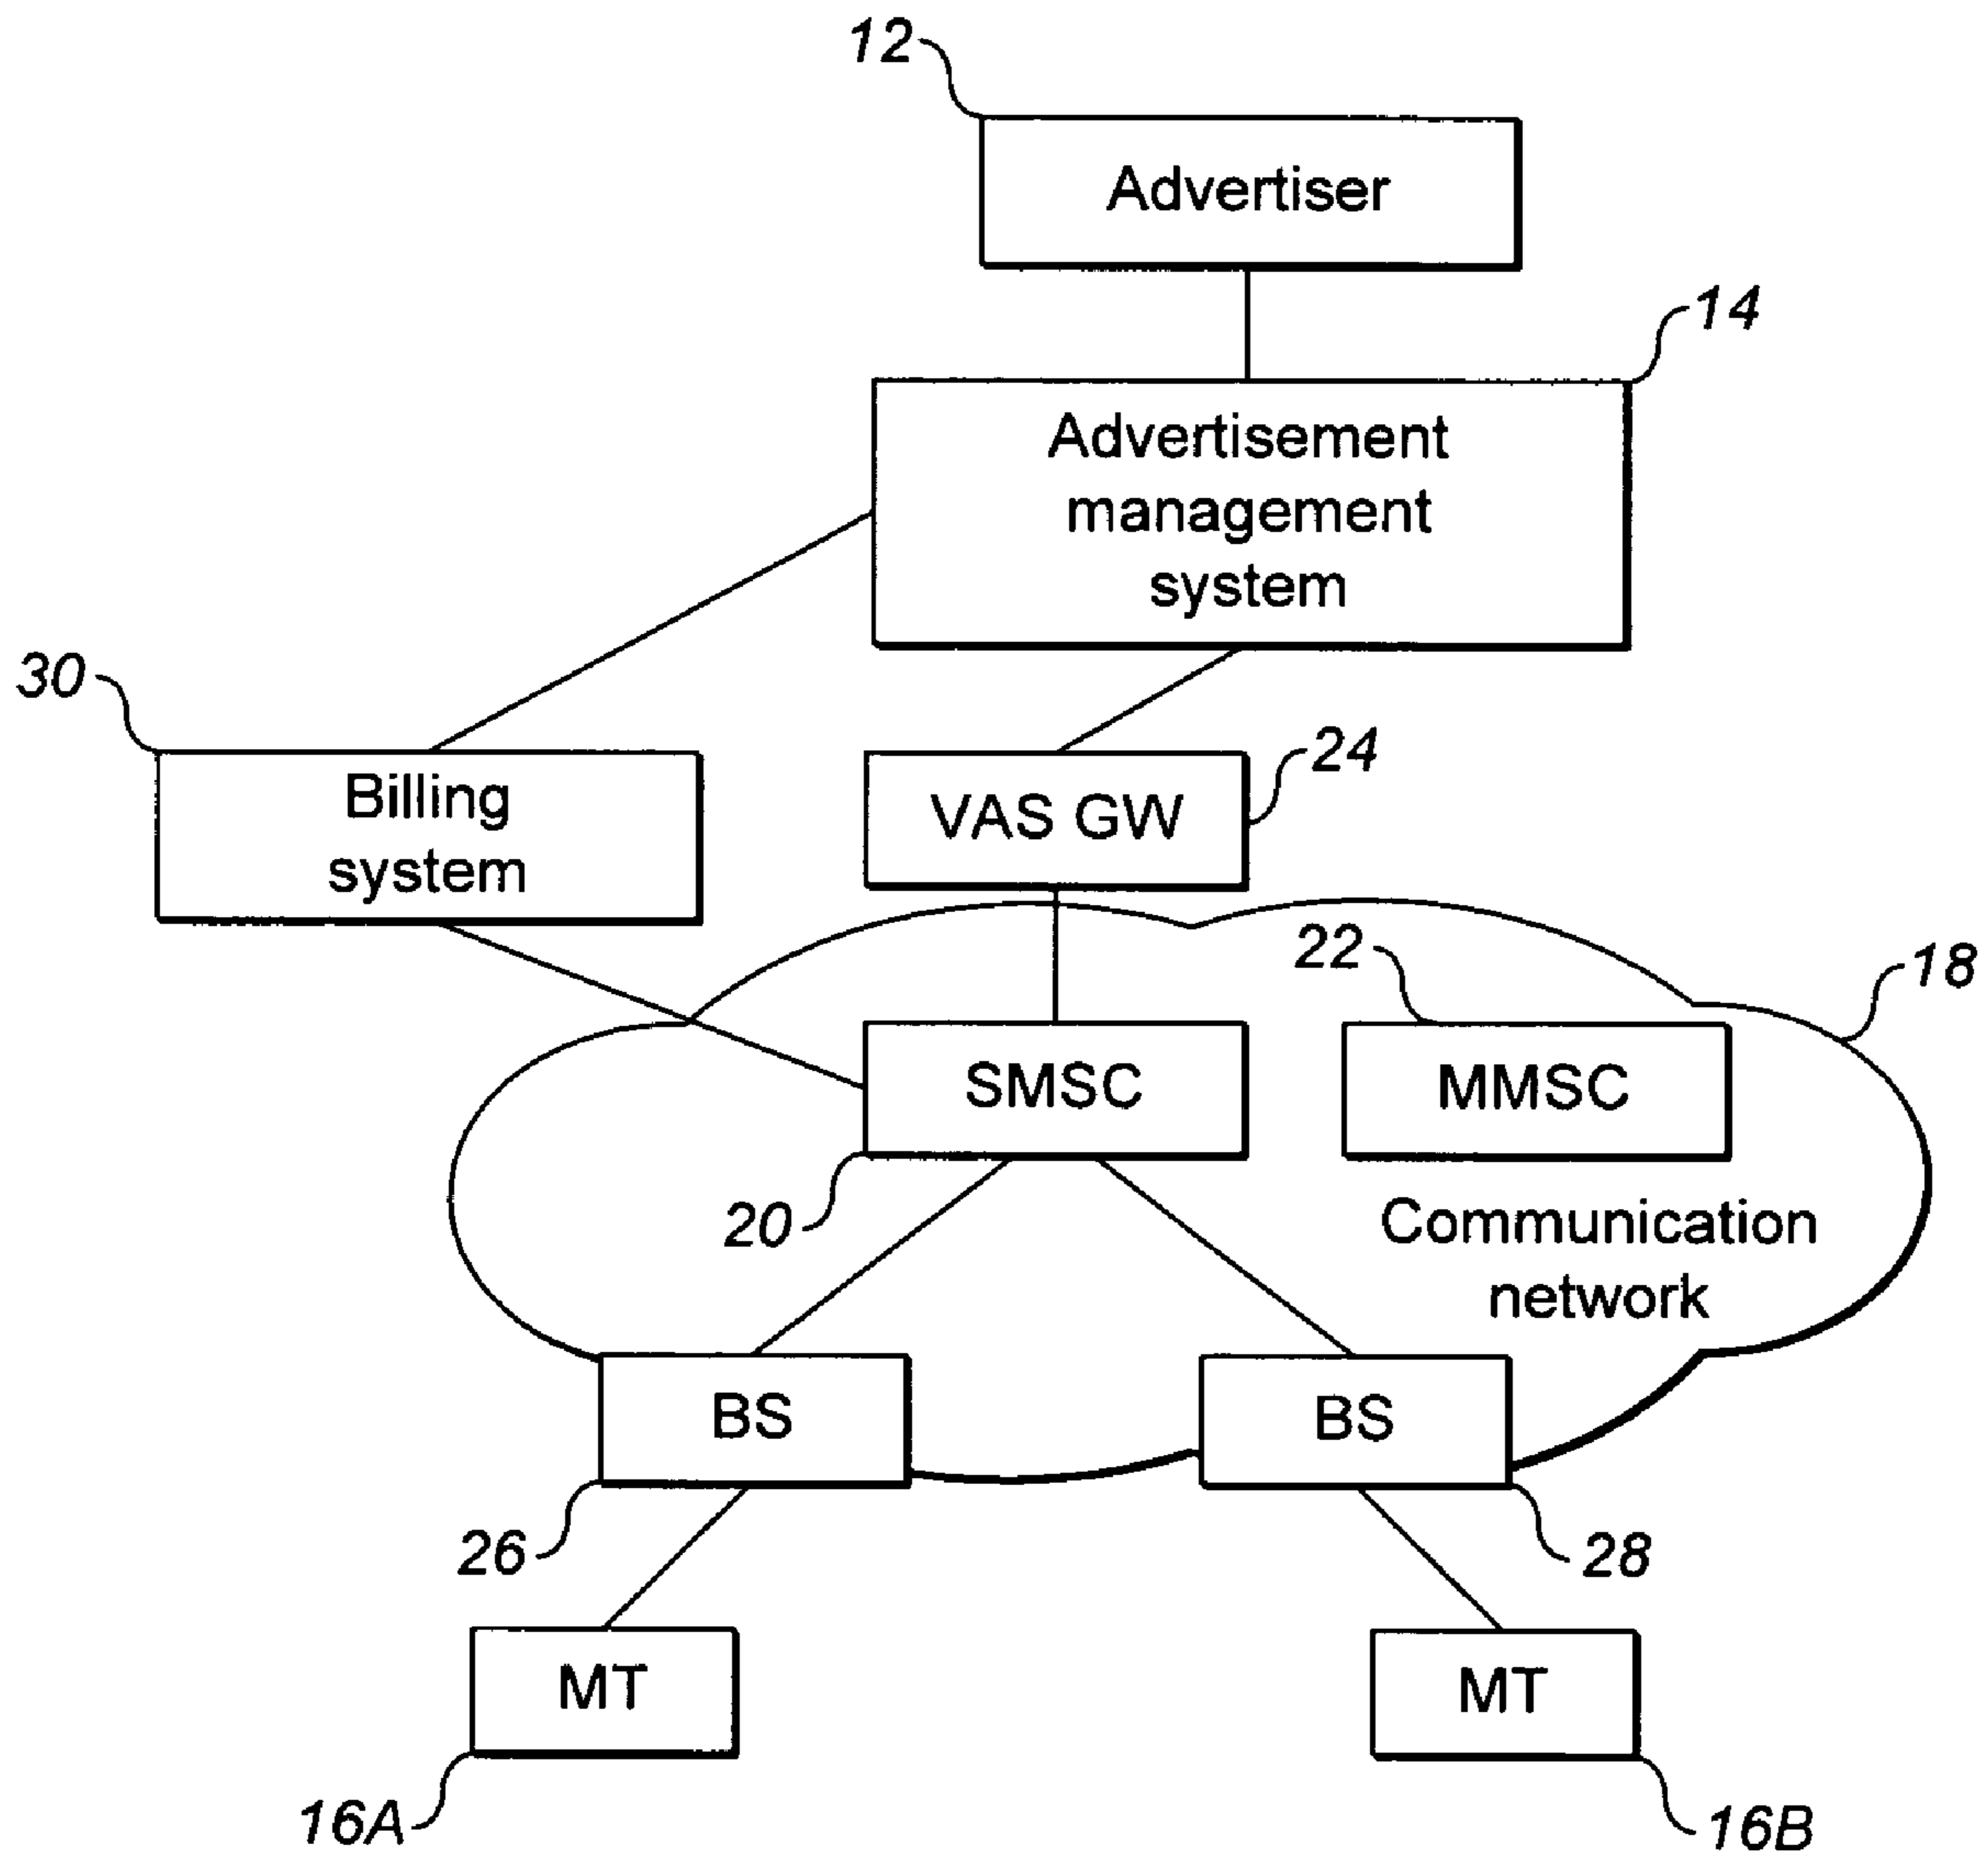 12
Advertiser
14
Advertisement
management
system
30
Billing
system
VAS GW
24
22
18
SMSC
MMSC
20
Communication
network
BS
BS
26
28
MT
MT
16A
16B